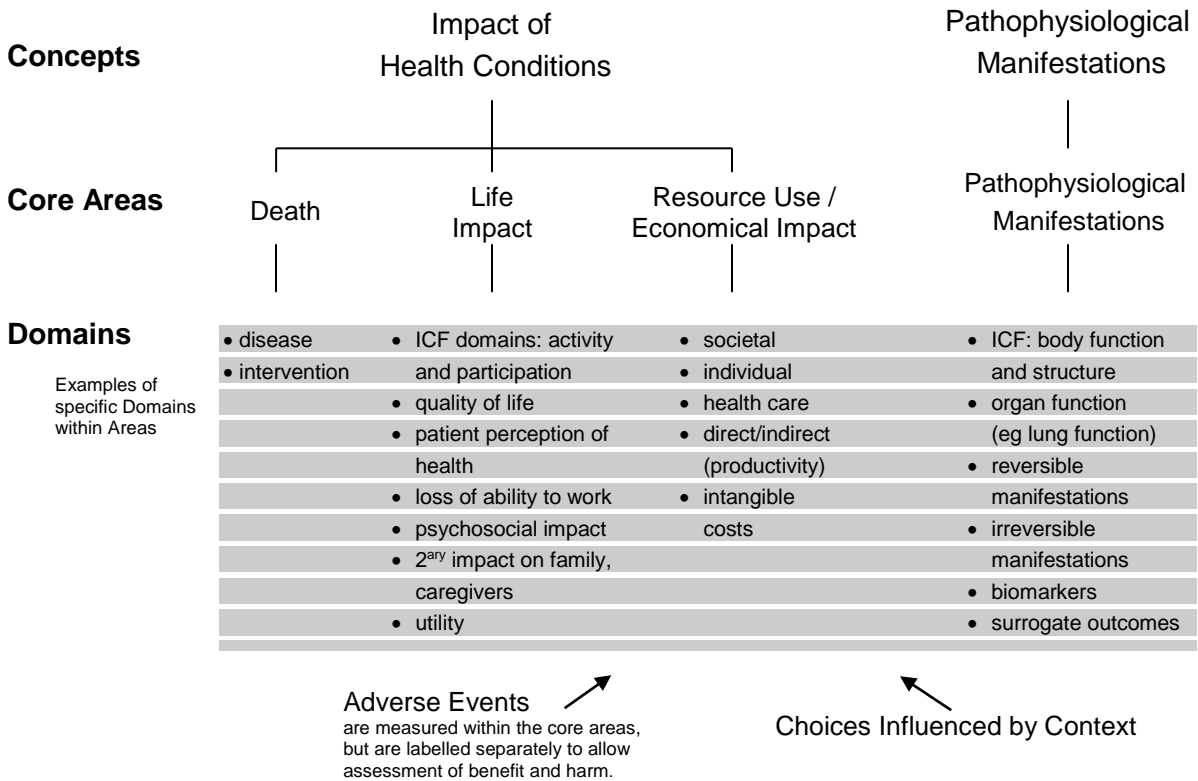 Concepts
Impact of
Health Conditions
Pathophysiological
Manifestations
Core Areas
Death
Life
Impact
Resource Use /
Economical Impact
Pathophysiological
Manifestations
Domains
Examples of
specific Domains
within Areas
• disease
• intervention
• ICF domains: activity
and participation
• quality of life
• patient perception of
health
• loss of ability to work
• psychosocial impact
• 2ary impact on family,
caregivers
• utility
• societal
• individual
• health care
• direct/indirect
(productivity)
• intangible
costs
• ICF: body function
and structure
• organ function
(eg lung function)
• reversible
manifestations
• irreversible
manifestations
• biomarkers
• surrogate outcomes
Adverse Events
are measured within the core areas,
but are labelled separately to allow
assessment of benefit and harm.
Choices Influenced by Context